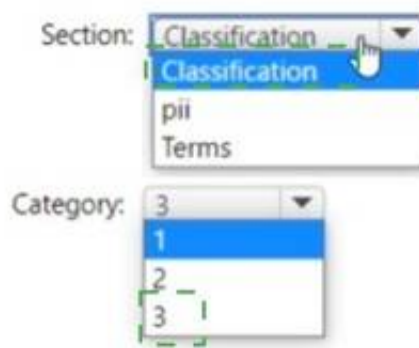 Section: Classification
Classification
pii
Terms
Category: 3
1
2
3